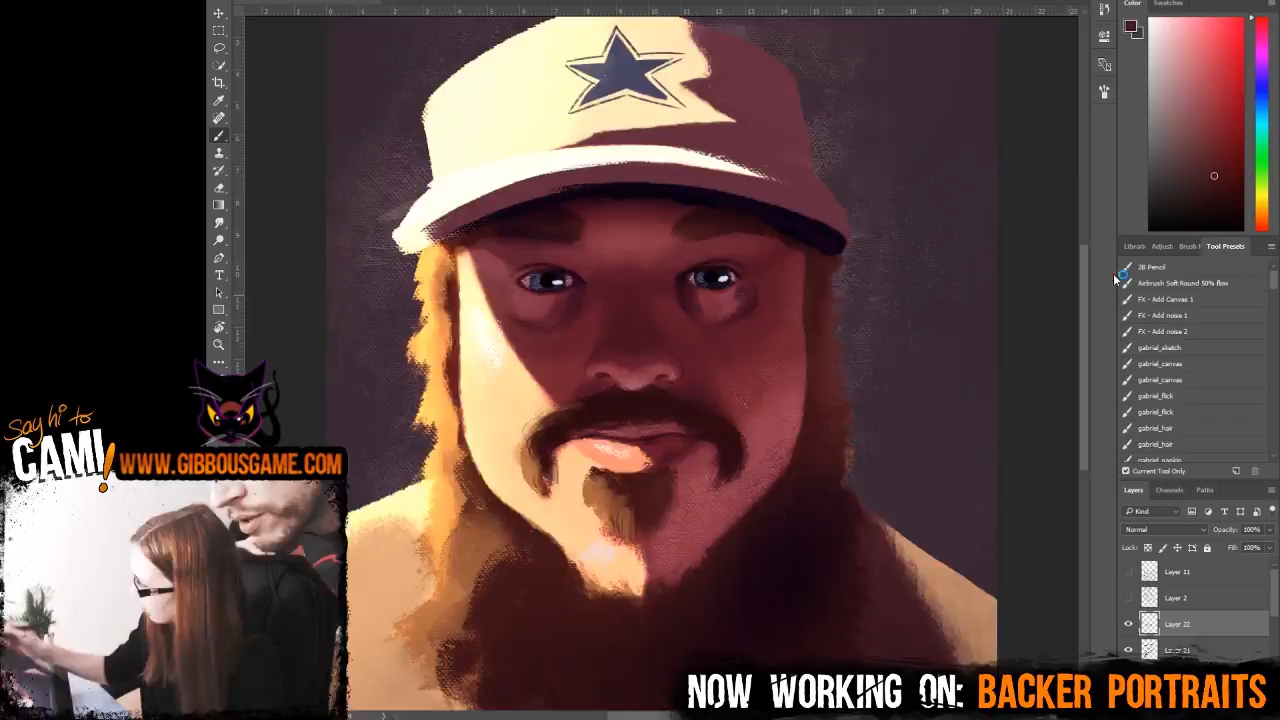 Color
Swatches
Adjust
Brush
Tool Presets
2B Pencil
Airbrush Soft Round 50% flow
FX - Add Canvas 1
FX - Add noise 1
FX - Add noise 2
gabriel_sketch
gabriel_canvas
gabriel_canvas
gabriel_flick
gabriel_flick
gabriel_hair
gabriel_hair
Current Tool Only
Layers
Channels
Paths
Kind
Normal
Opacity: 100%
Lock:
Fill: 100%
Layer 11
Layer 2
Layer 22
Layer 21
Say hi to
CAMI!
WWW.GIBBOUSGAME.COM
NOW WORKING ON: BACKER PORTRAITS